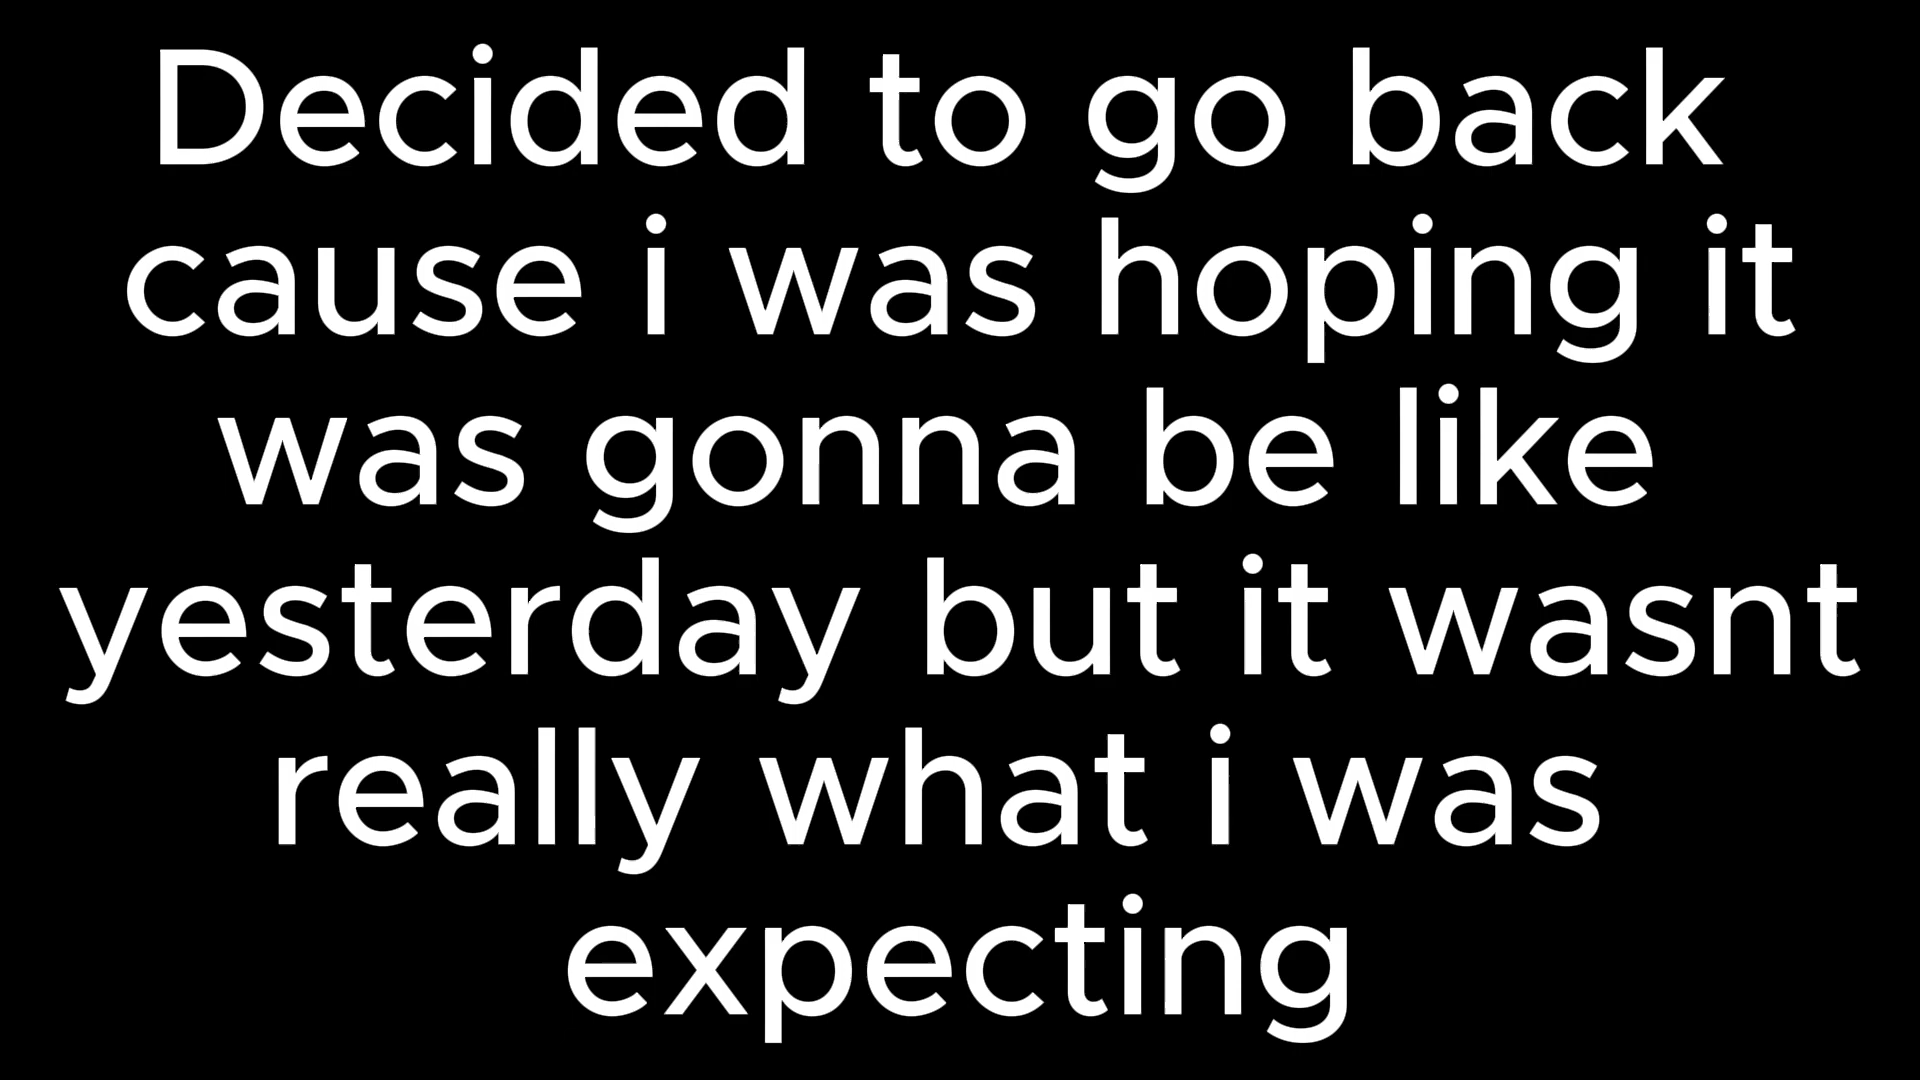 Decided to go back
cause i was hoping it
was gonna be like
yesterday but it wasnt
really what i was
expecting